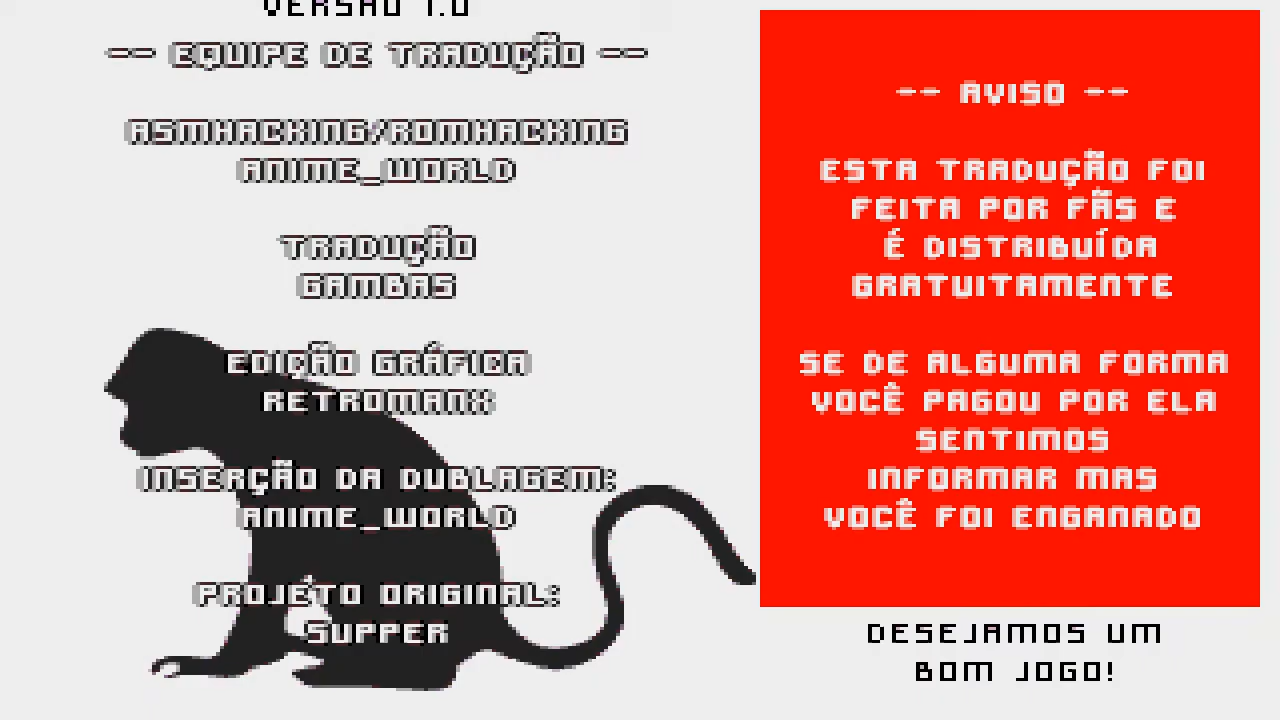 VERSÃO 1.0
-- EQUIPE DE TRADUÇÃO --
ASMHACKING/ROMHACKING
ANIME_WORLD
TRADUÇÃO
GAMBAS
EDIÇÃO GRÁFICA
RETROMANX
INSERÇÃO DA DUBLAGEM:
ANIME_WORLD
PROJETO ORIGINAL:
SUPPER
-- AVISO --
ESTA TRADUÇÃO FOI
FEITA POR FÃS E
É DISTRIBUÍDA
GRATUITAMENTE
SE DE ALGUMA FORMA
VOCÊ PAGOU POR ELA
SENTIMOS
INFORMAR MAS
VOCÊ FOI ENGANADO
DESEJAMOS UM
BOM JOGO!